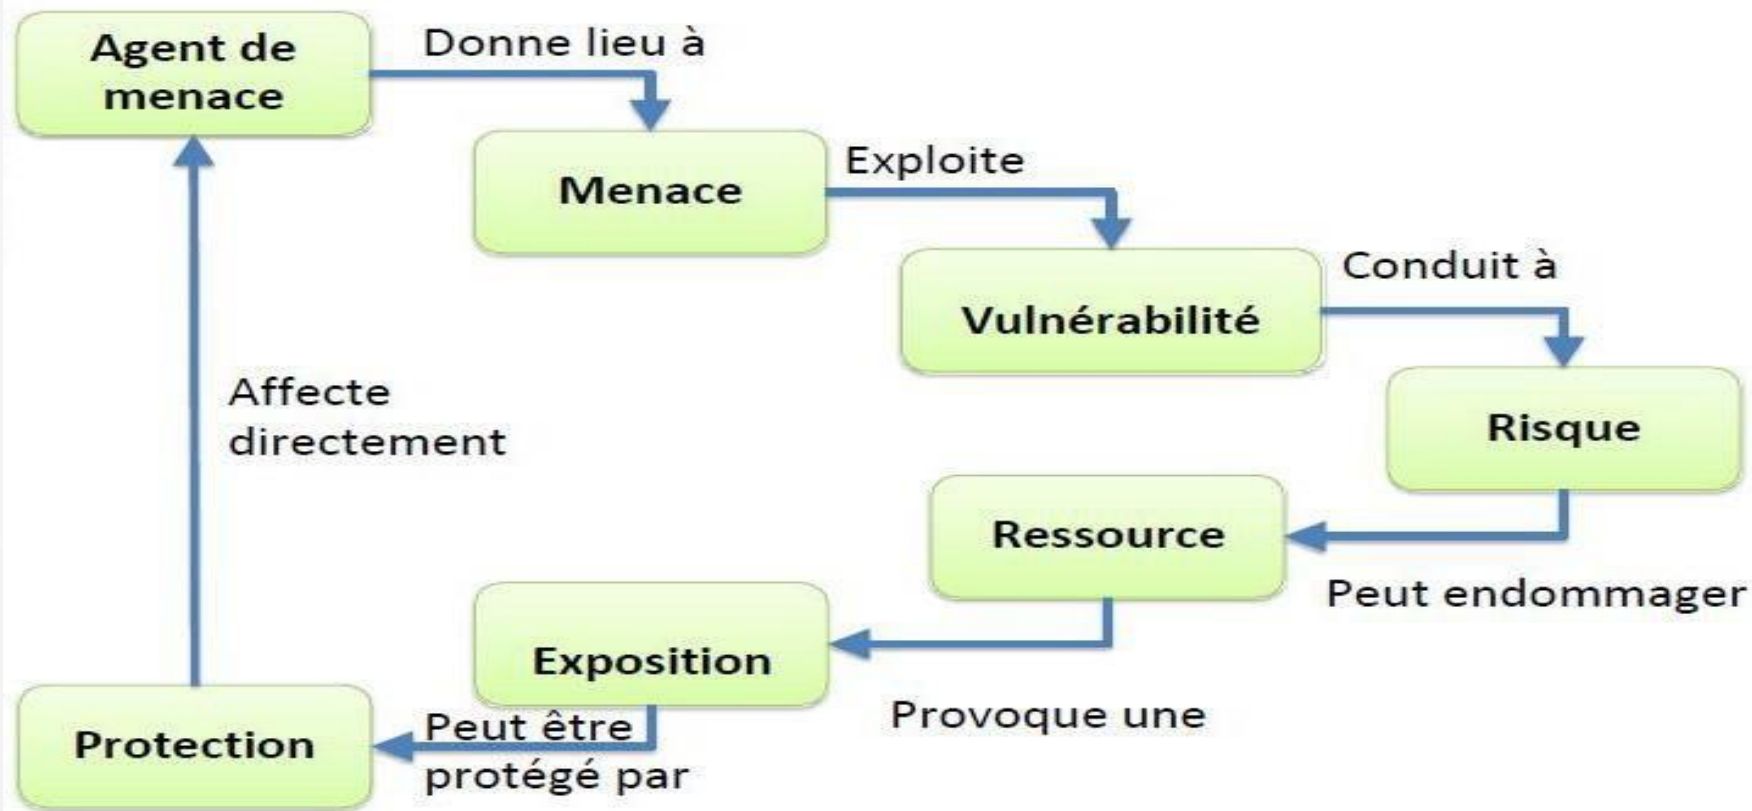 Agent de
menace
Donne lieu à
Menace
Exploite
Vulnérabilité
Conduit à
Risque
Peut endommager
Ressource
Provoque une
Exposition
Peut être
protégé par
Protection
Affecte
directement